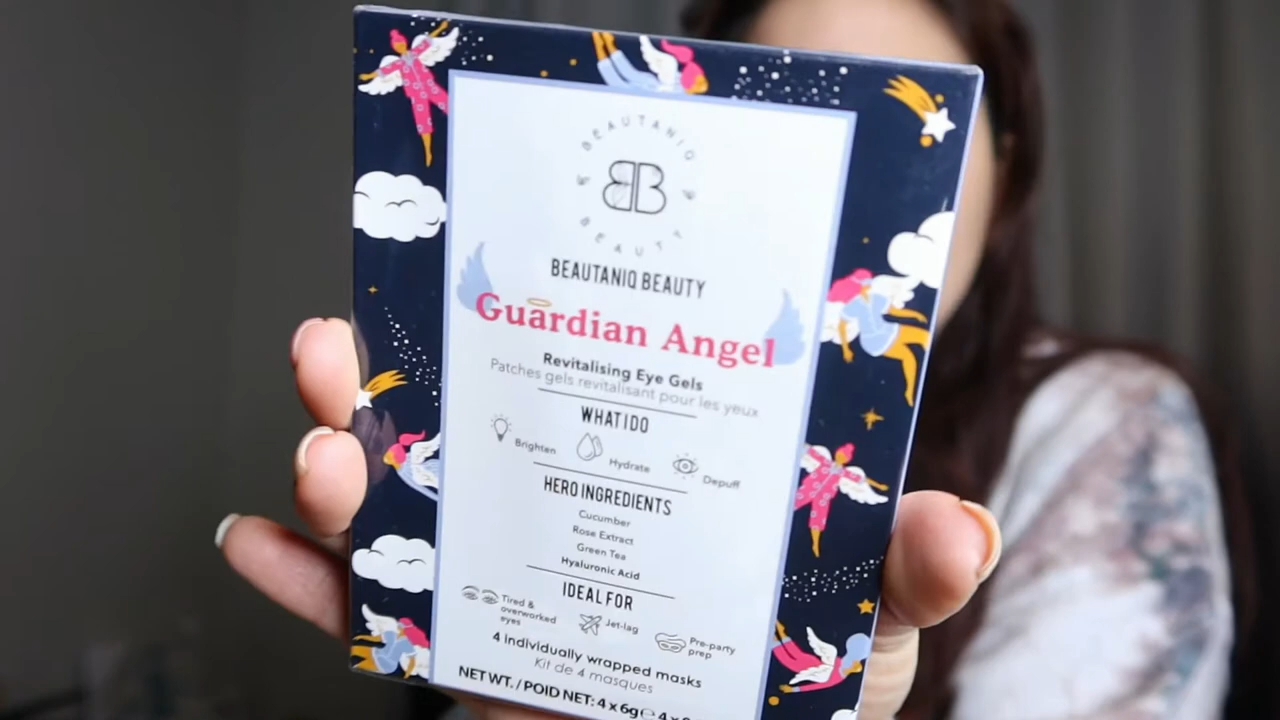 BEAUTANIQ
BB
BEAUTY
BEAUTANIQ BEAUTY
Guardian Angel
Revitalising Eye Gels
Patches gels revitalisant pour les yeux
WHAT I DO
Brighten Hydrate Depuff
HERO INGREDIENTS
Cucumber
Rose Extract
Green Tea
Hyaluronic Acid
IDEAL FOR
Tired &
overworked
eyes
Jet-lag
Pre-party
prep
4 individually wrapped masks
Kit de 4 masques
NET WT. / POID NET: 4 x 6g ℮ 4 x